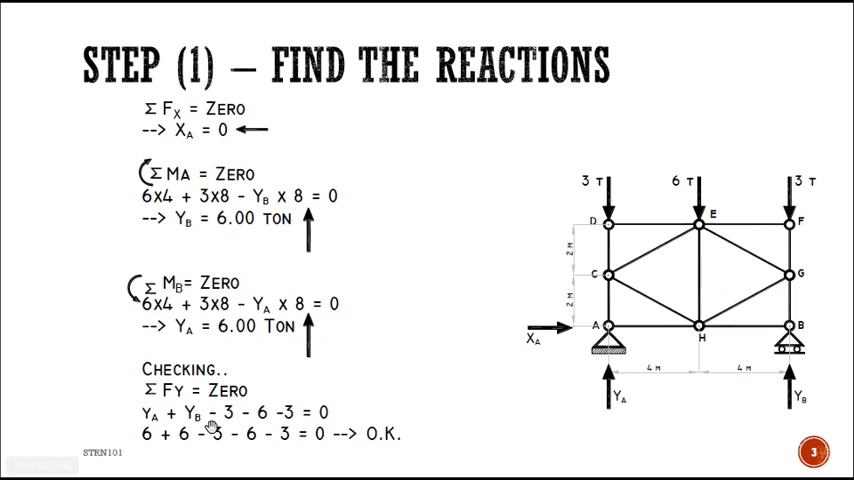 STEP (1) – FIND THE REACTIONS
Σ FX = ZERO
--> XA = 0
Σ MA = ZERO
6x4 + 3x8 - YB x 8 = 0
--> YB = 6.00 TON
Σ MB= ZERO
6x4 + 3x8 - YA x 8 = 0
--> YA = 6.00 TON
CHECKING..
Σ FY = ZERO
YA + YB - 3 - 6 -3 = 0
6 + 6 - 3 - 6 - 3 = 0 --> O.K.
3 T 6 T 3 T
D E F
2 M
C G
2 M
A H B
XA
4 M 4 M
YA YB
STRN101
3